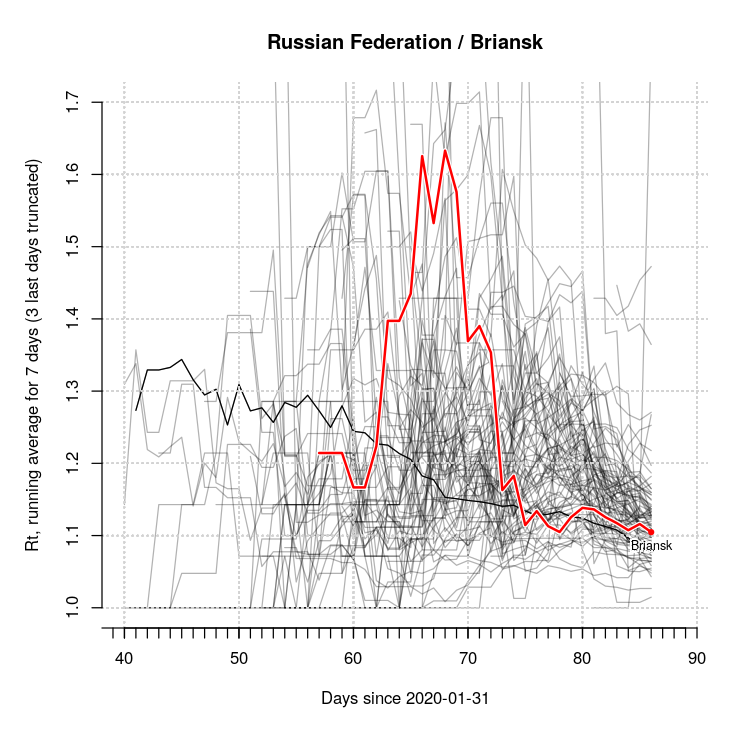 Russian Federation / Briansk
Rt, running average for 7 days (3 last days truncated)
1.7
1.6
1.5
1.4
1.3
1.2
1.1
1.0
Briansk
40 50 60 70 80 90
Days since 2020-01-31